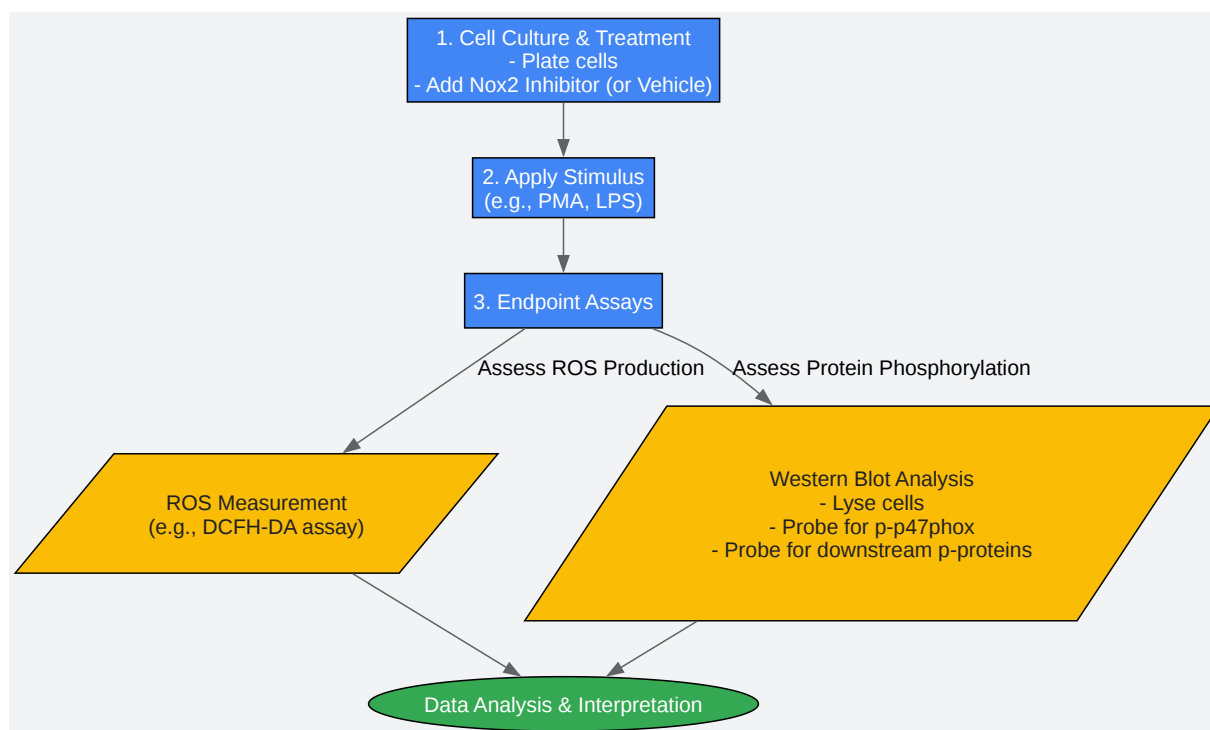 1. Cell Culture & Treatment
- Plate cells
- Add Nox2 Inhibitor (or Vehicle)
2. Apply Stimulus
(e.g., PMA, LPS)
3. Endpoint Assays
Assess ROS Production
Assess Protein Phosphorylation
ROS Measurement
(e.g., DCFH-DA assay)
Western Blot Analysis
- Lyse cells
- Probe for p-p47phox
- Probe for downstream p-proteins
Data Analysis & Interpretation